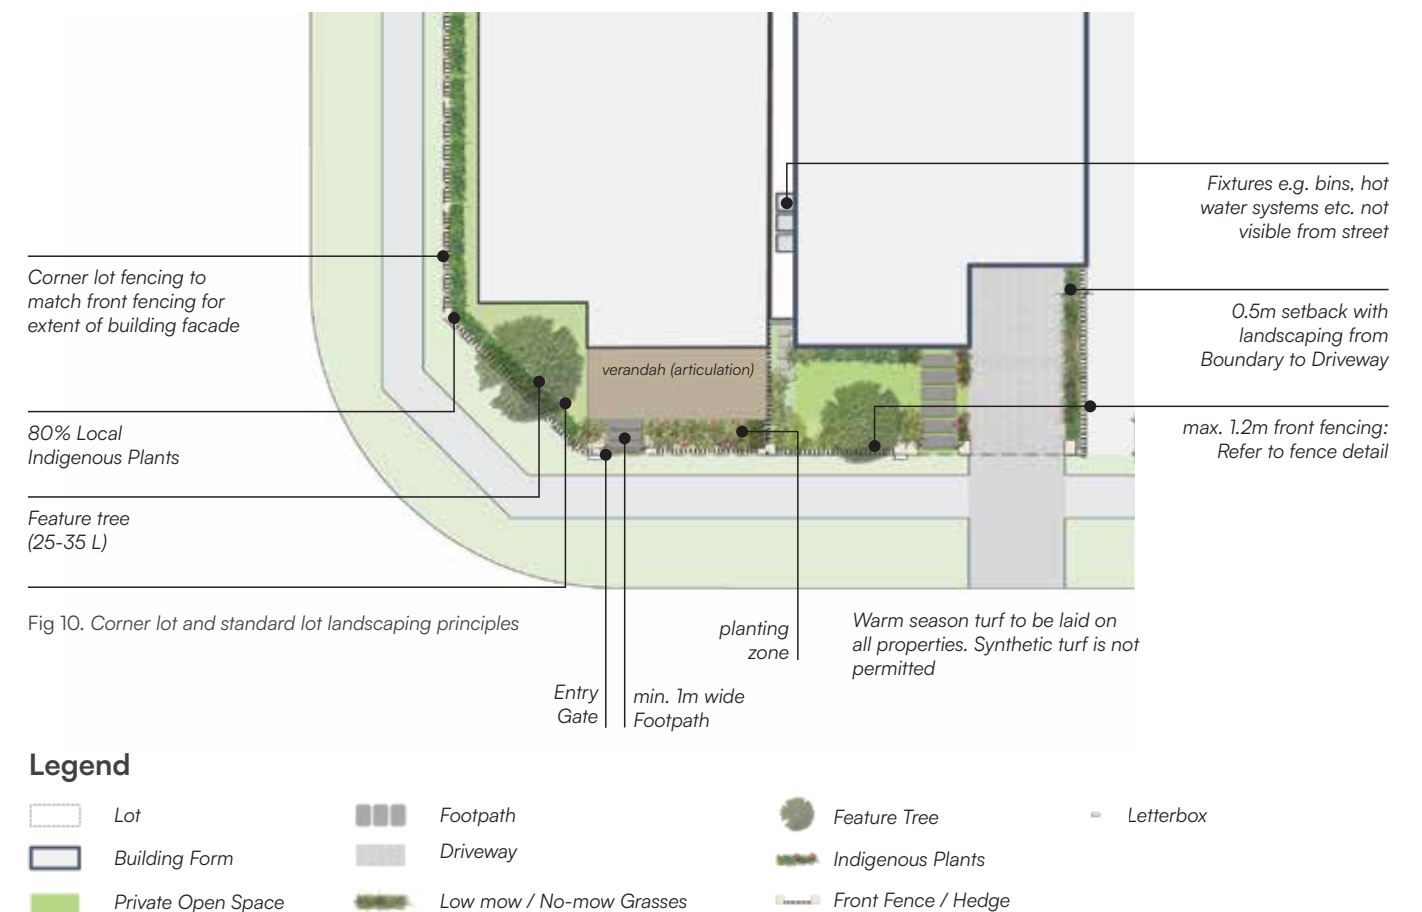 verandah (articulation)
Fixtures e.g. bins, hot
water systems etc. not
visible from street
Corner lot fencing to
match front fencing for
extent of building facade
0.5m setback with
landscaping from
Boundary to Driveway
80% Local
Indigenous Plants
max. 1.2m front fencing:
Refer to fence detail
Feature tree
(25-35 L)
Fig 10. Corner lot and standard lot landscaping principles
planting
zone
Warm season turf to be laid on
all properties. Synthetic turf is not
permitted
Entry
Gate
min. 1m wide
Footpath
Legend
Lot
Footpath
Feature Tree
Letterbox
Building Form
Driveway
Indigenous Plants
Private Open Space
Low mow / No-mow Grasses
Front Fence / Hedge